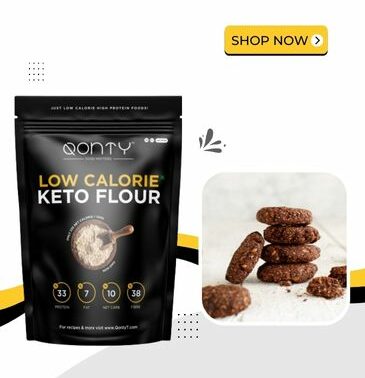 SHOP NOW
JUST LOW CALORIE HIGH PROTEIN FOODS!
QONTY
LOW CALORIE
KETO FLOUR
33
7
10
38
PROTEIN
FAT
NET CARB
FIBRE
For recipes & more visit www.QontyT.com